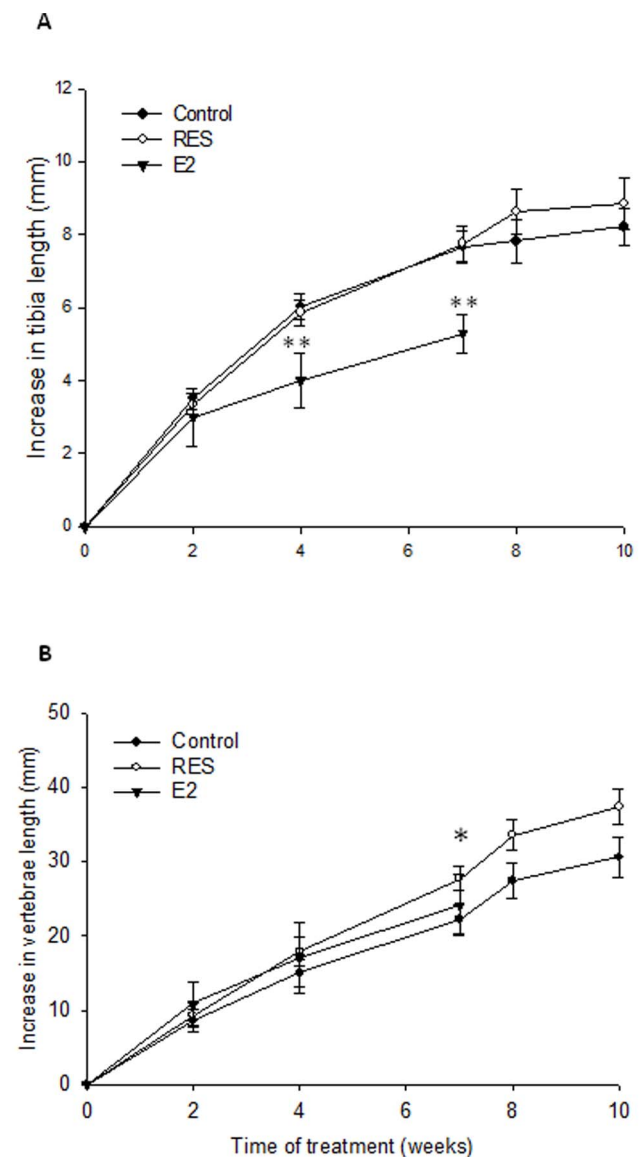 A
12
10
8
6
4
2
0
Increase in tibia length (mm)
Control
RES
E2
**
**
0 2 4 6 8 10
B
50
40
30
20
10
0
Increase in vertebrae length (mm)
Control
RES
E2
*
0 2 4 6 8 10
Time of treatment (weeks)